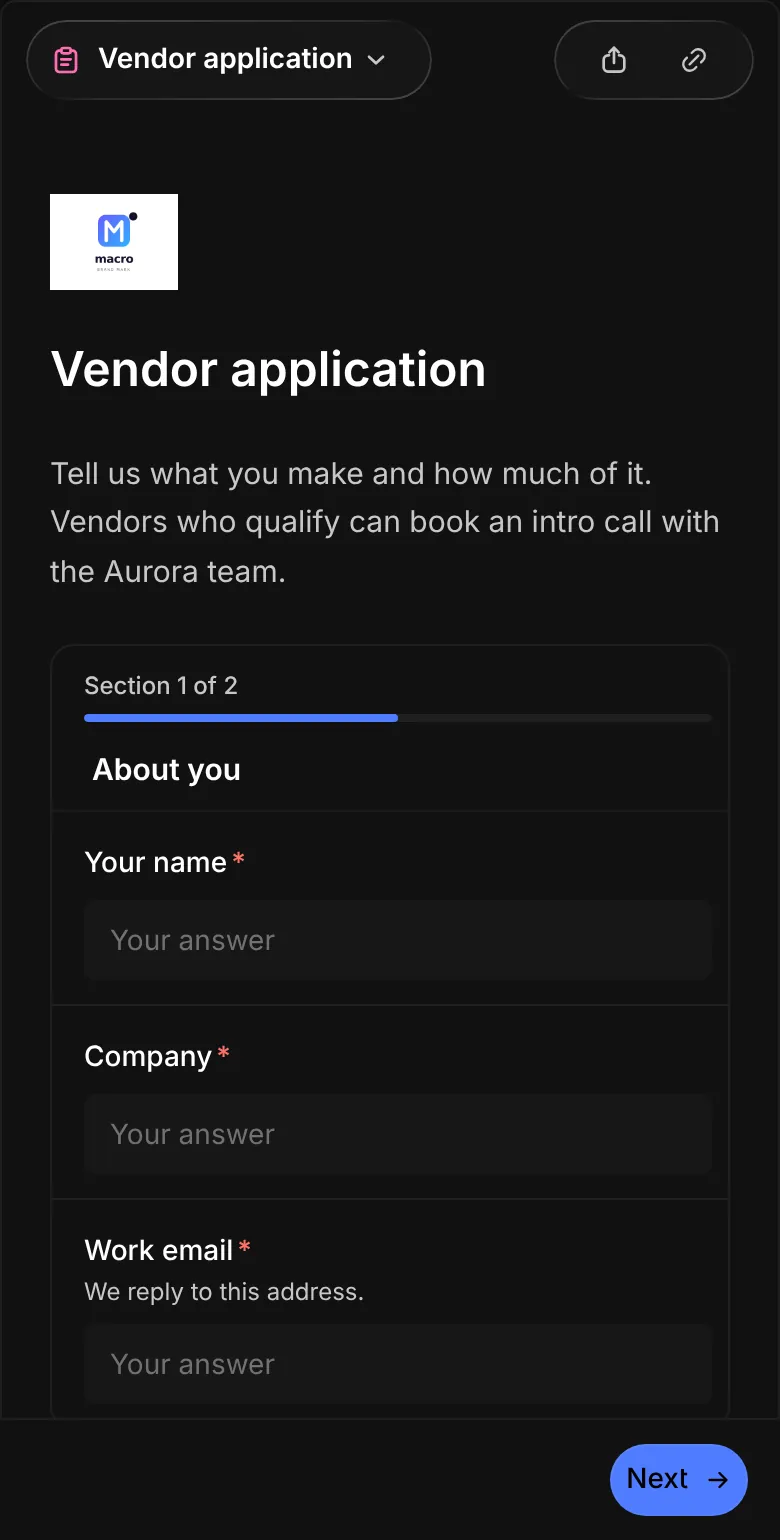 Vendor application
M
macro
BRAND MARK
Vendor application
Tell us what you make and how much of it.
Vendors who qualify can book an intro call with
the Aurora team.
Section 1 of 2
About you
Your name*
Your answer
Company*
Your answer
Work email*
We reply to this address.
Your answer
Next →